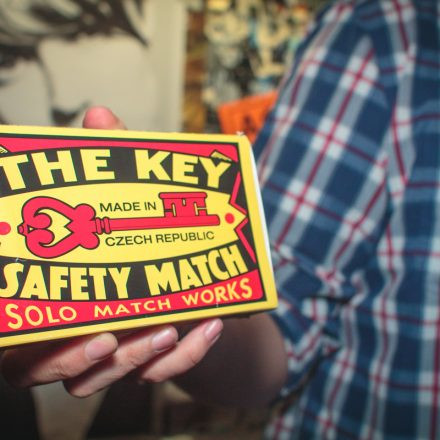 THE KEY
MADE IN
CZECH REPUBLIC
SAFETY MATCH
SOLO MATCH WORKS